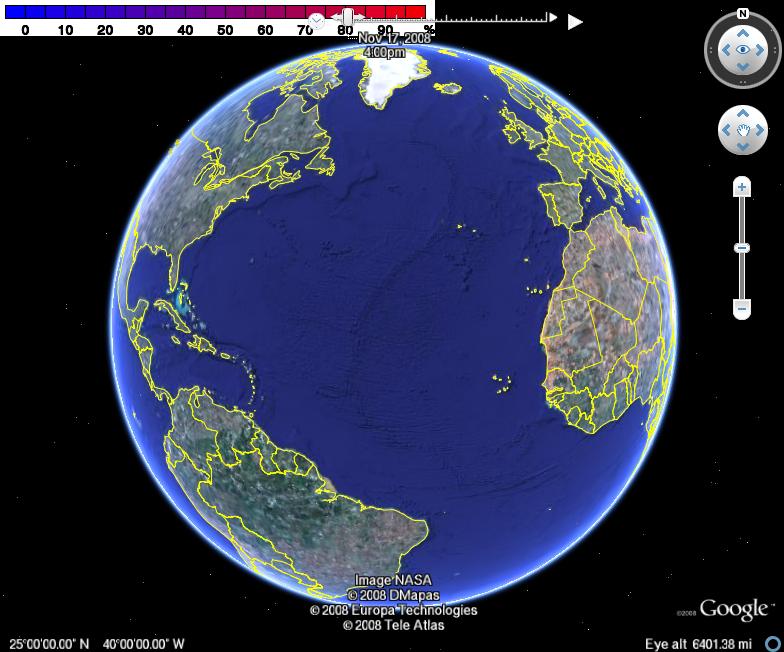 0 10 20 30 40 50 60 70 80 90 %
Nov 17, 2008
4:00pm
N
Image NASA
© 2008 DMapas
© 2008 Europa Technologies
© 2008 Tele Atlas
©2008 Google™
25°00'00.00" N 40°00'00.00" W
Eye alt 6401.38 mi